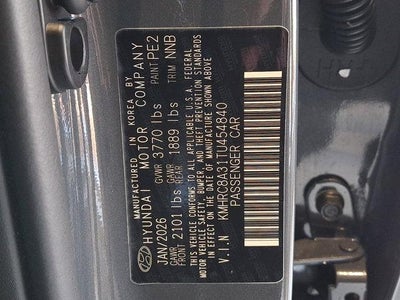 MANUFACTURED IN KOREA BY
HYUNDAI MOTOR COMPANY
JAN/2026 GVWR 3770 lbs PAINT PE2
GAWR FRONT 2101 lbs GAWR REAR 1889 lbs TRIM NNB
THIS VEHICLE CONFORMS TO ALL APPLICABLE U.S.A. FEDERAL
MOTOR VEHICLE SAFETY, BUMPER, AND THEFT PREVENTION STANDARDS
IN EFFECT ON THE DATE OF MANUFACTURE SHOWN ABOVE
V.I.N KMHRC8A31TU454840
PASSENGER CAR